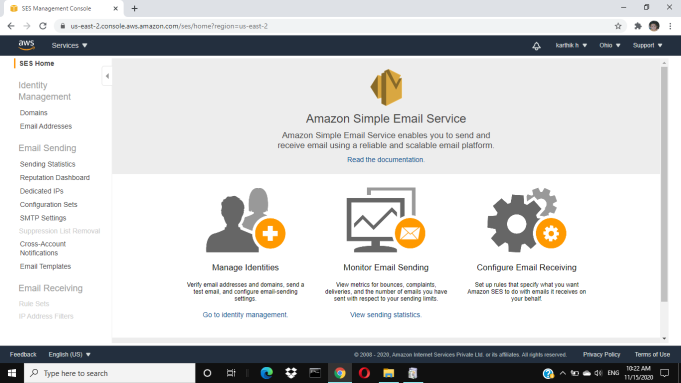 SES Management Console
us-east-2.console.aws.amazon.com/ses/home?region=us-east-2
aws
Services
karthik h
Ohio
Support
SES Home
Identity
Management
Domains
Email Addresses
Email Sending
Sending Statistics
Reputation Dashboard
Dedicated IPs
Configuration Sets
SMTP Settings
Suppression List Removal
Cross-Account
Notifications
Email Templates
Email Receiving
Rule Sets
IP Address Filters
Amazon Simple Email Service
Amazon Simple Email Service enables you to send and
receive email using a reliable and scalable email platform.
Read the documentation.
Manage Identities
Verify email addresses and domains, send a
test email, and configure email-sending
settings.
Go to identity management.
Monitor Email Sending
View metrics for bounces, complaints,
deliveries, and the number of emails you have
sent with respect to your sending limits.
View sending statistics.
Configure Email Receiving
Set up rules that specify what you want
Amazon SES to do with emails it receives on
your behalf.
Feedback
English (US)
© 2008 - 2020, Amazon Internet Services Private Ltd. or its affiliates. All rights reserved.
Privacy Policy
Terms of Use
Type here to search
ENG
10:22 AM
11/15/2020